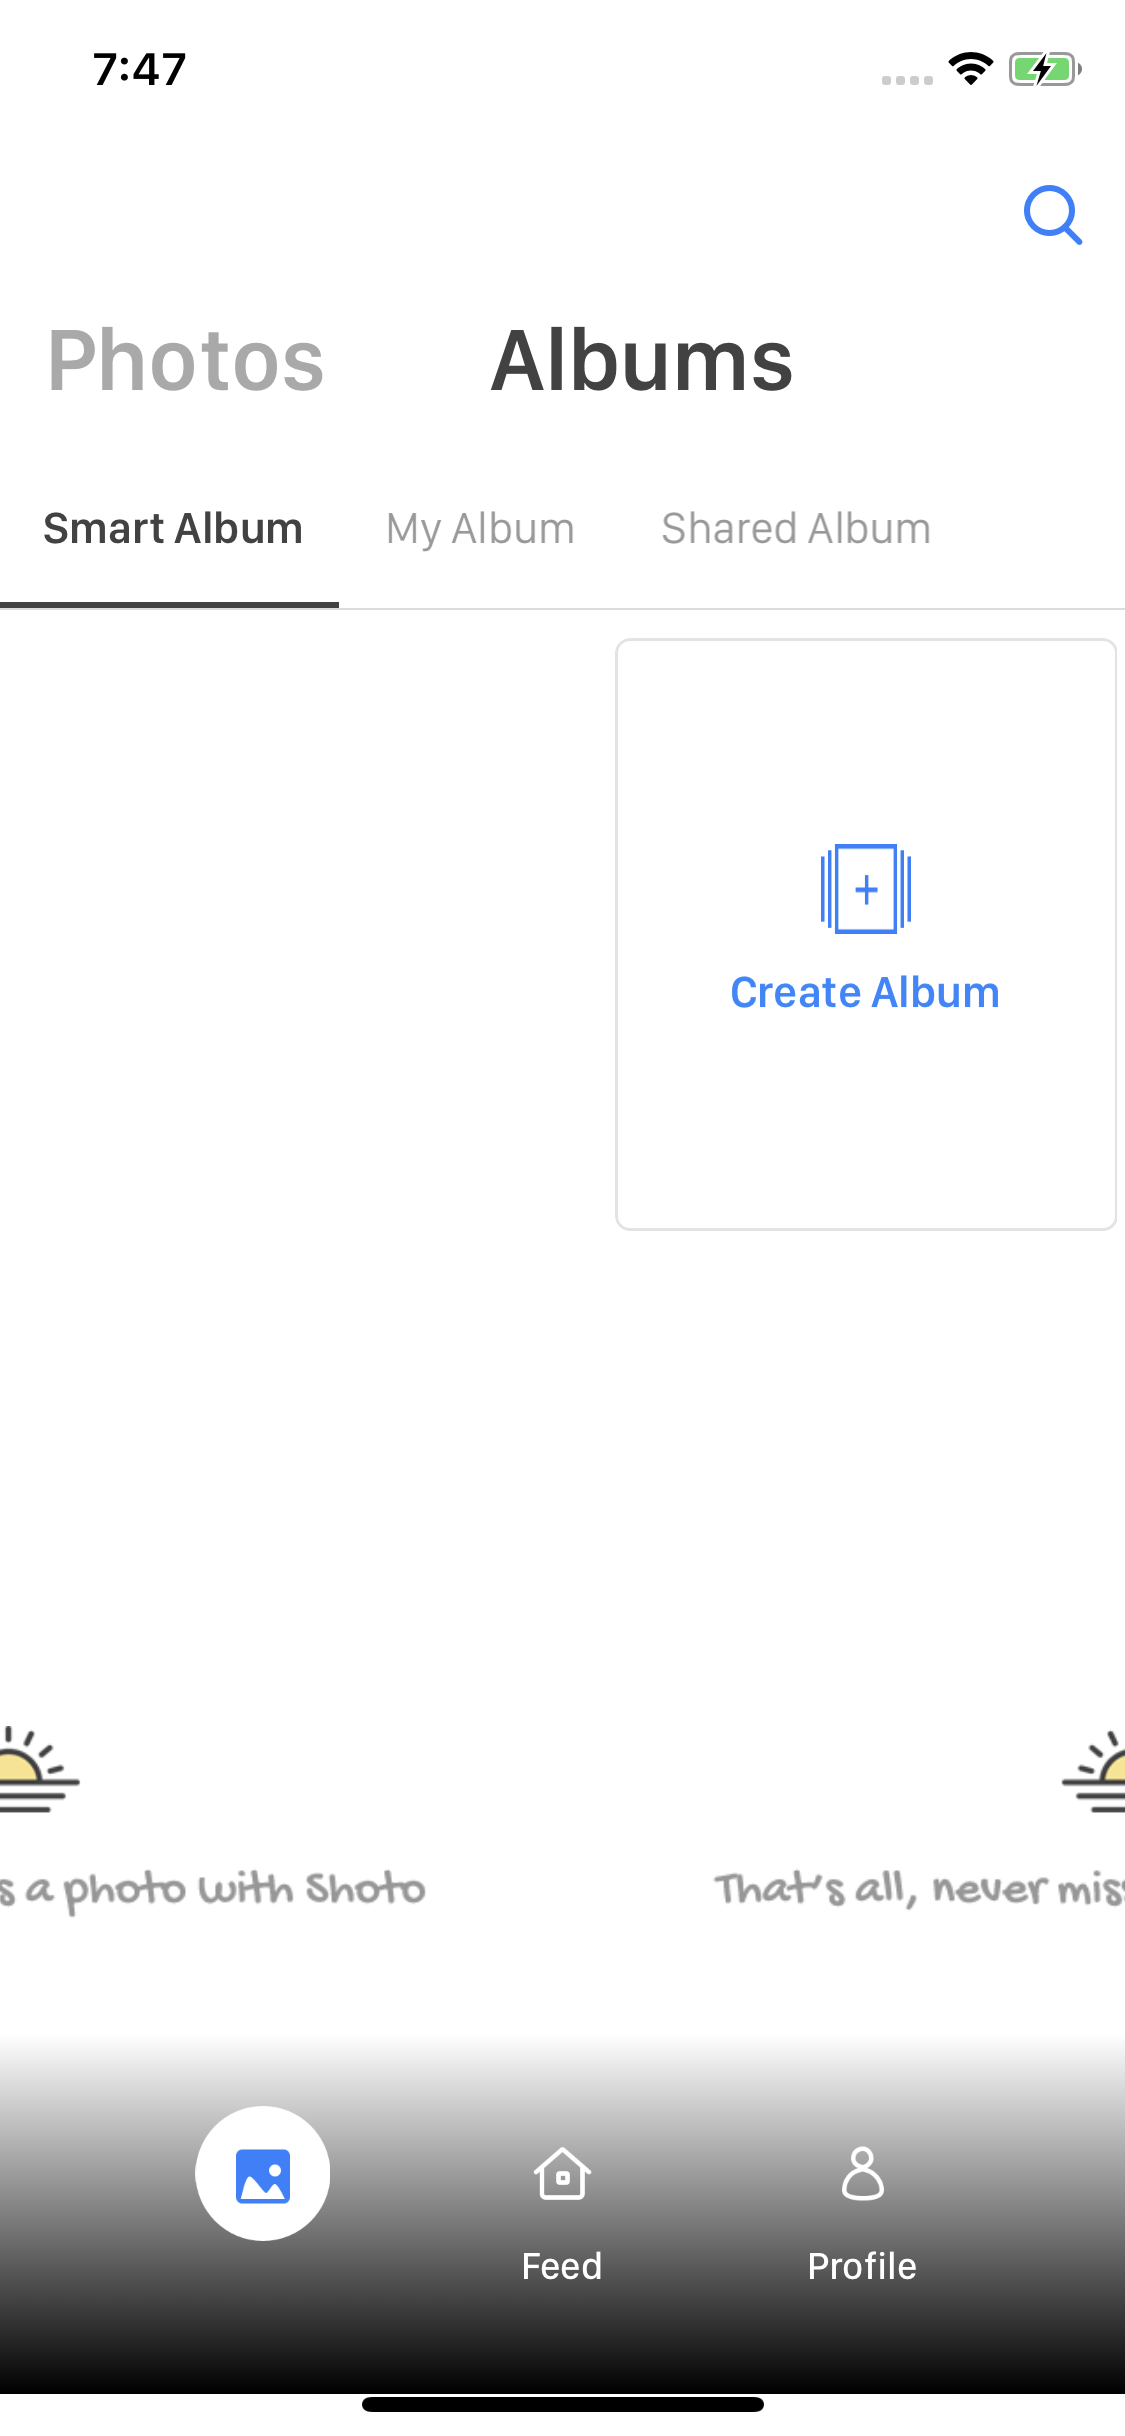 7:47
Photos Albums
Smart Album My Album Shared Album
Create Album
a photo with Shoto That's all, never
Feed Profile